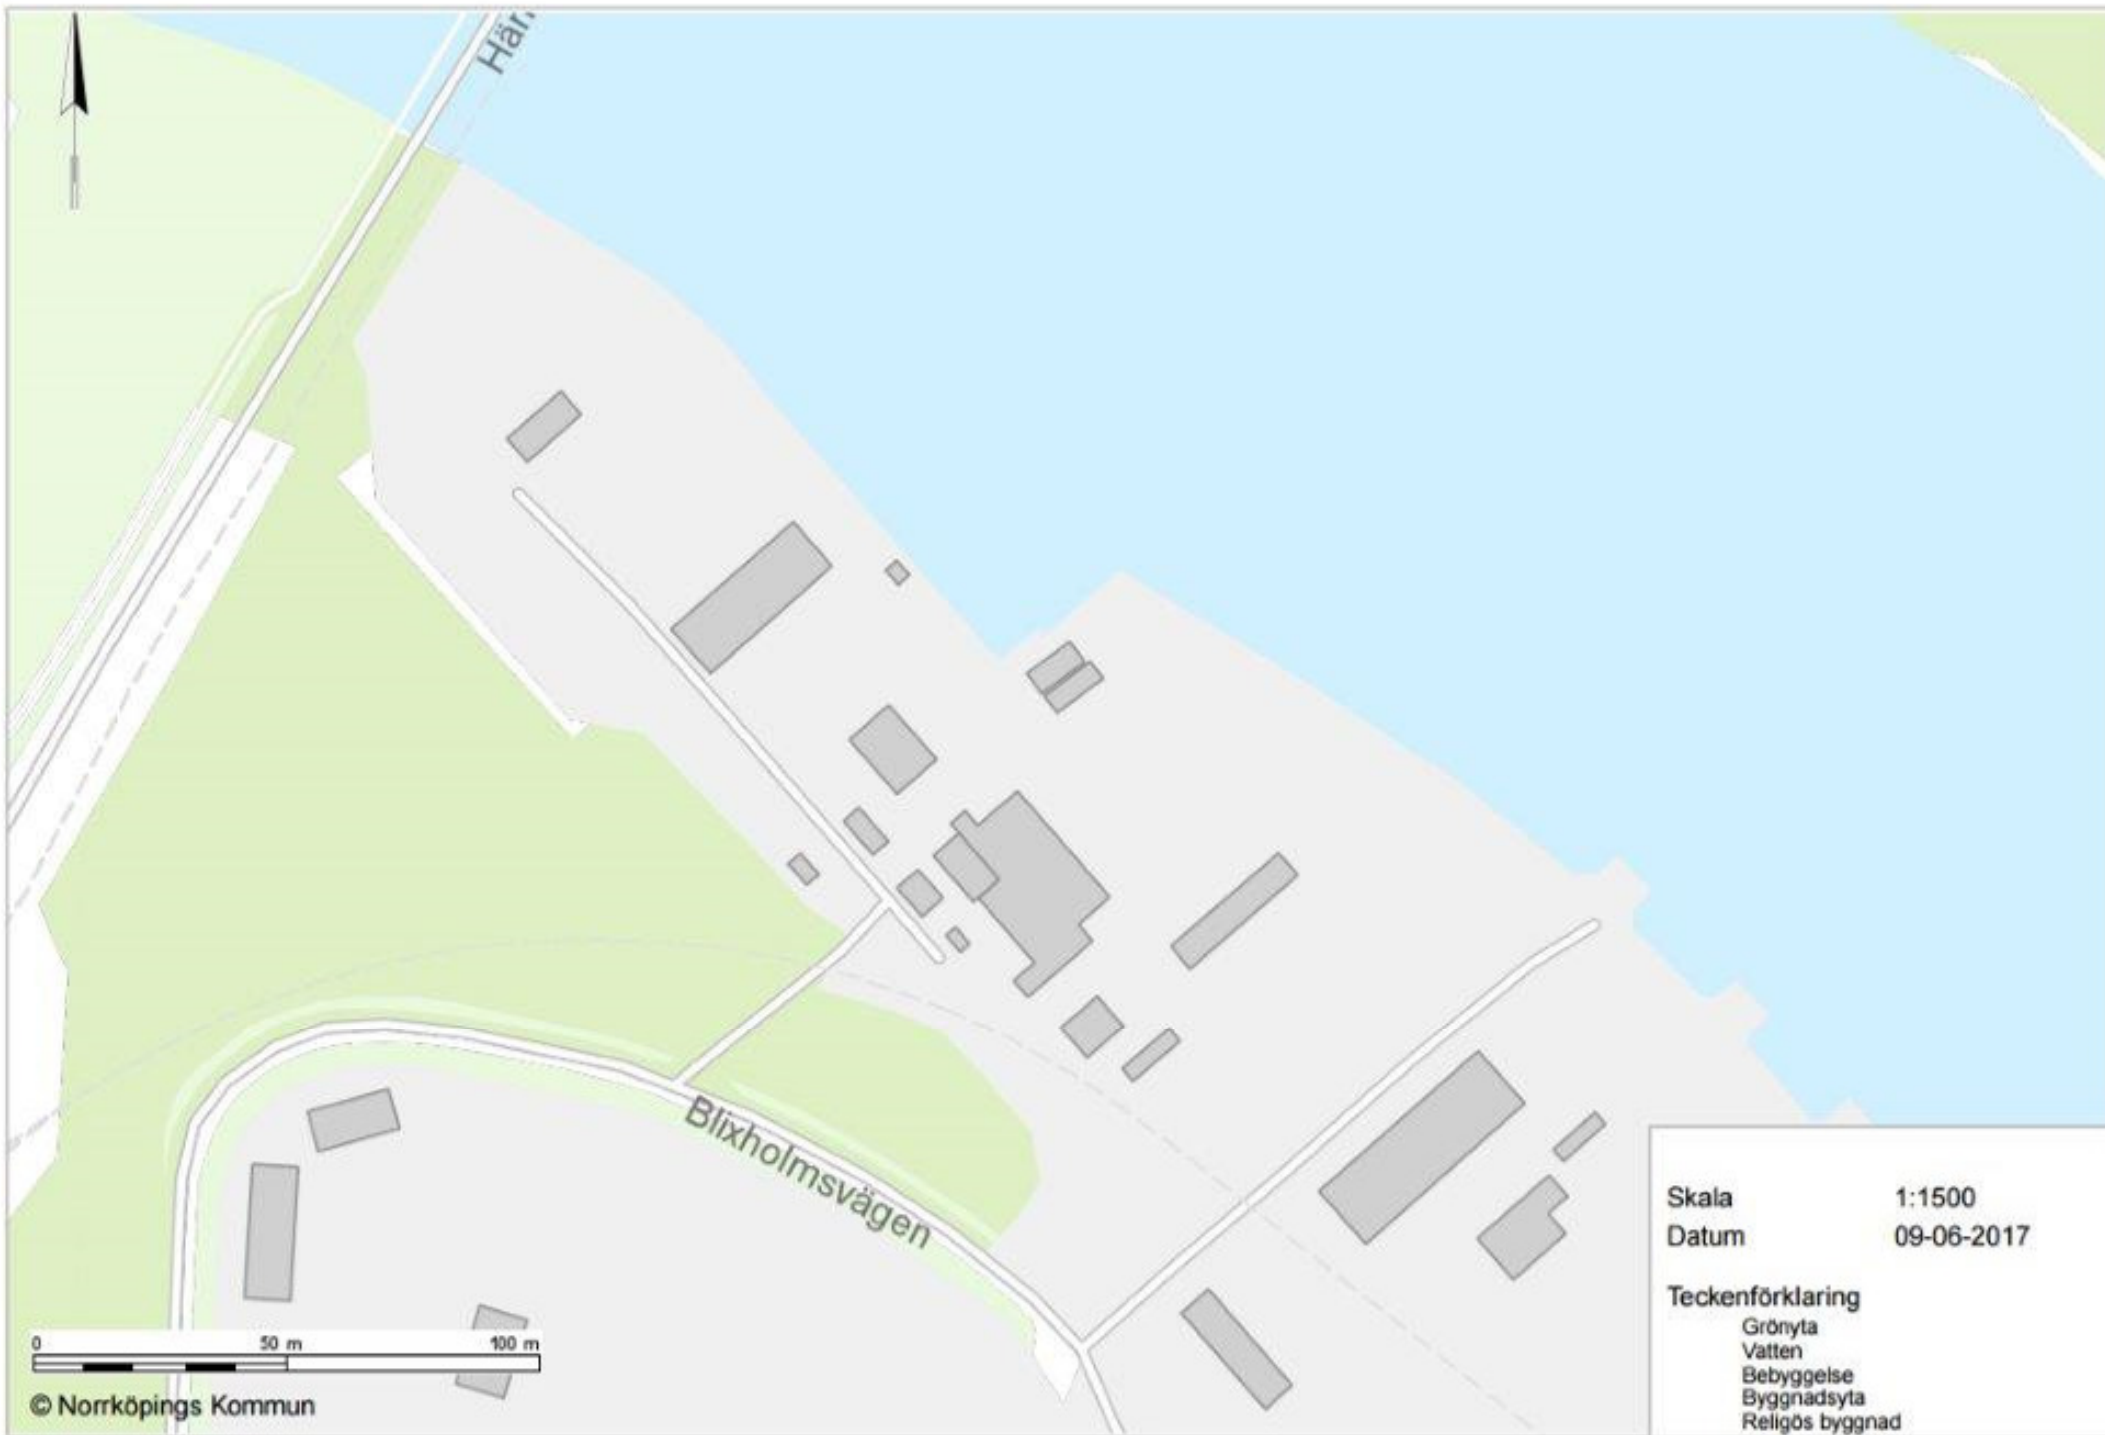 Här
Blixholmsvägen
Skala 1:1500
Datum 09-06-2017
Teckenförklaring
Grönyta
Vatten
Bebyggelse
Byggnadsyta
Religös byggnad
0 50 m 100 m
© Norrköpings Kommun